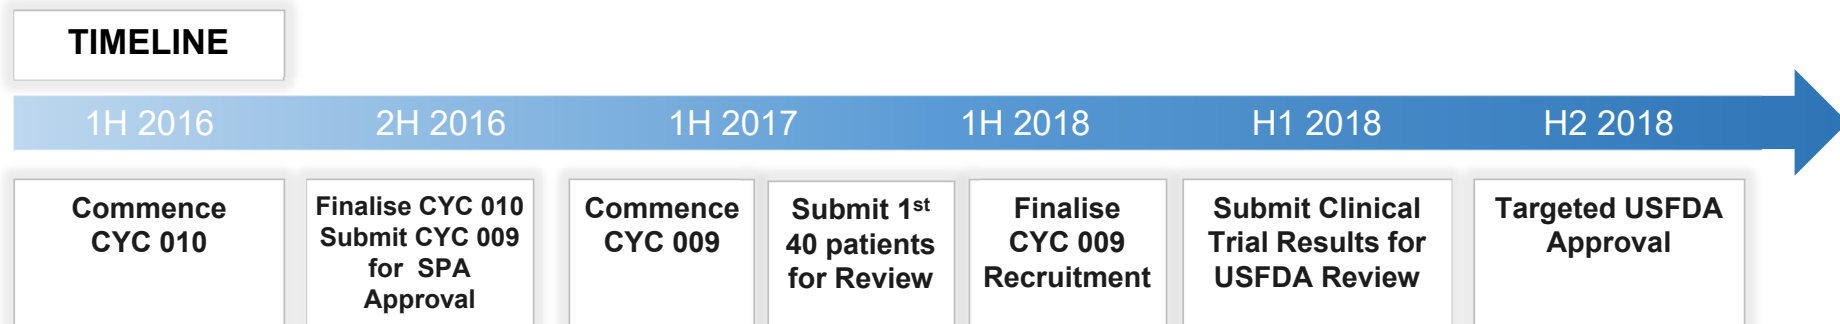 TIMELINE
1H 2016 2H 2016 1H 2017 1H 2018 H1 2018 H2 2018
Commence
CYC 010
Finalise CYC 010
Submit CYC 009
for SPA
Approval
Commence
CYC 009
Submit 1st
40 patients
for Review
Finalise
CYC 009
Recruitment
Submit Clinical
Trial Results for
USFDA Review
Targeted USFDA
Approval